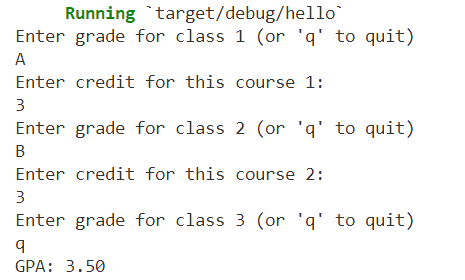 Running `target/debug/hello`
Enter grade for class 1 (or 'q' to quit)
A
Enter credit for this course 1:
3
Enter grade for class 2 (or 'q' to quit)
B
Enter credit for this course 2:
3
Enter grade for class 3 (or 'q' to quit)
q
GPA: 3.50